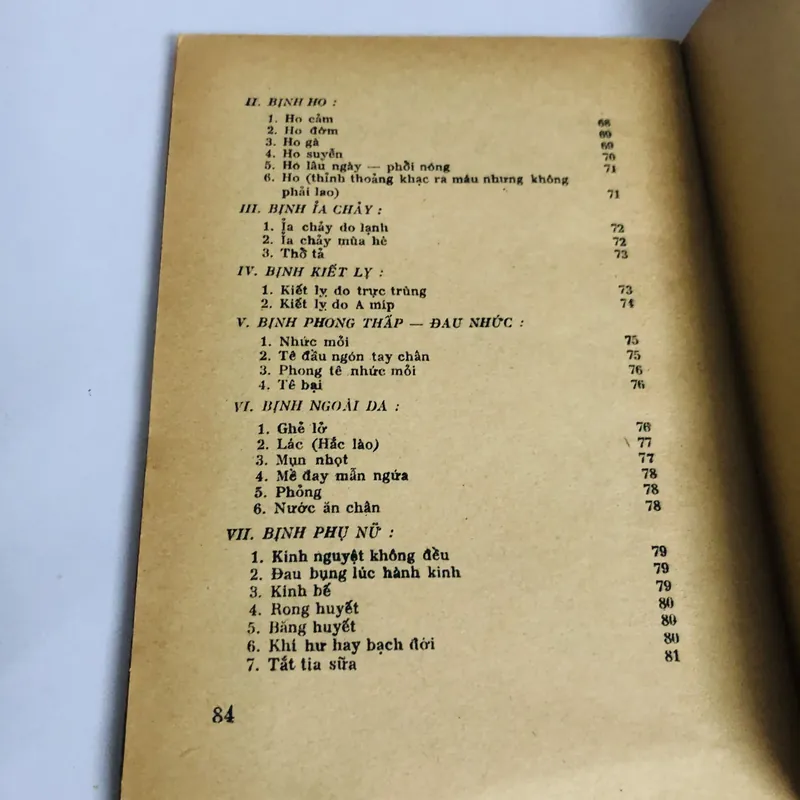 II. BỊNH HO :
1. Ho cảm 68
2. Ho đờm 69
3. Ho gà 69
4. Ho suyễn 70
5. Ho lâu ngày — phổi nóng 71
6. Ho (thỉnh thoảng khạc ra máu nhưng không
phải lao) 71
III. BỊNH ỈA CHẢY :
1. Ỉa chảy do lạnh 72
2. Ỉa chảy mùa hè 72
3. Thổ tả 73
IV. BỊNH KIẾT LỴ :
1. Kiết lỵ do trực trùng 73
2. Kiết lỵ do A mip 74
V. BỊNH PHONG THẤP — ĐAU NHỨC :
1. Nhức mỏi 75
2. Tê đầu ngón tay chân 75
3. Phong tê nhức mỏi 76
4. Tê bại 76
VI. BỊNH NGOÀI DA :
1. Ghẻ lở 76
2. Lác (Hắc lào) 77
3. Mụn nhọt 77
4. Mề đay mẫn ngứa 78
5. Phỏng 78
6. Nước ăn chân 78
VII. BỊNH PHỤ NỮ :
1. Kinh nguyệt không đều 79
2. Đau bụng lúc hành kinh 79
3. Kinh bế 79
4. Rong huyết 80
5. Băng huyết 80
6. Khí hư hay bạch đới 80
7. Tắt tia sữa 81
84